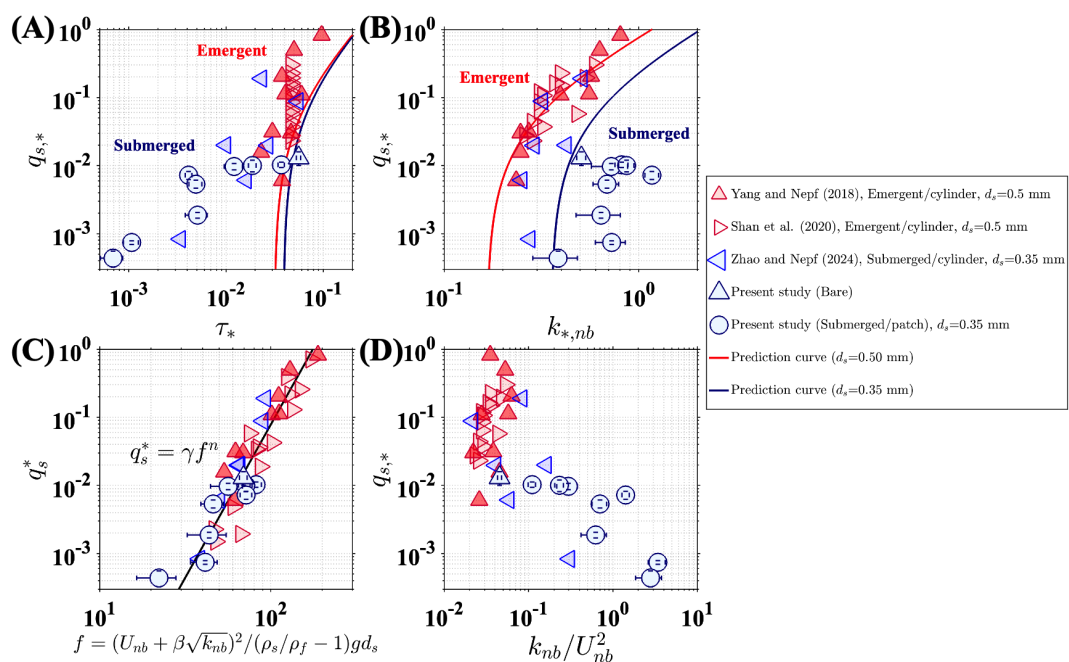 (A)
10^0
10^{-1}
10^{-2}
10^{-3}
q_{s,*}
Emergent
Submerged
10^{-3}
10^{-2}
10^{-1}
τ_*
(B)
10^0
10^{-1}
10^{-2}
10^{-3}
q_{s,*}
Emergent
Submerged
10^{-1}
10^0
k_{*,nb}
Yang and Nepf (2018), Emergent/cylinder, d_s=0.5 mm
Shan et al. (2020), Emergent/cylinder, d_s=0.5 mm
Zhao and Nepf (2024), Submerged/cylinder, d_s=0.35 mm
Present study (Bare)
Present study (Submerged/patch), d_s=0.35 mm
Prediction curve (d_s=0.50 mm)
Prediction curve (d_s=0.35 mm)
(C)
10^0
10^{-1}
10^{-2}
10^{-3}
q_s^*
q_s^* = γf^n
10^1
10^2
f = (U_{nb} + β√k_{nb})^2/(ρ_s/ρ_f − 1)gd_s
(D)
10^0
10^{-1}
10^{-2}
10^{-3}
q_{s,*}
10^{-2}
10^{-1}
10^0
10^1
k_{nb}/U_{nb}^2